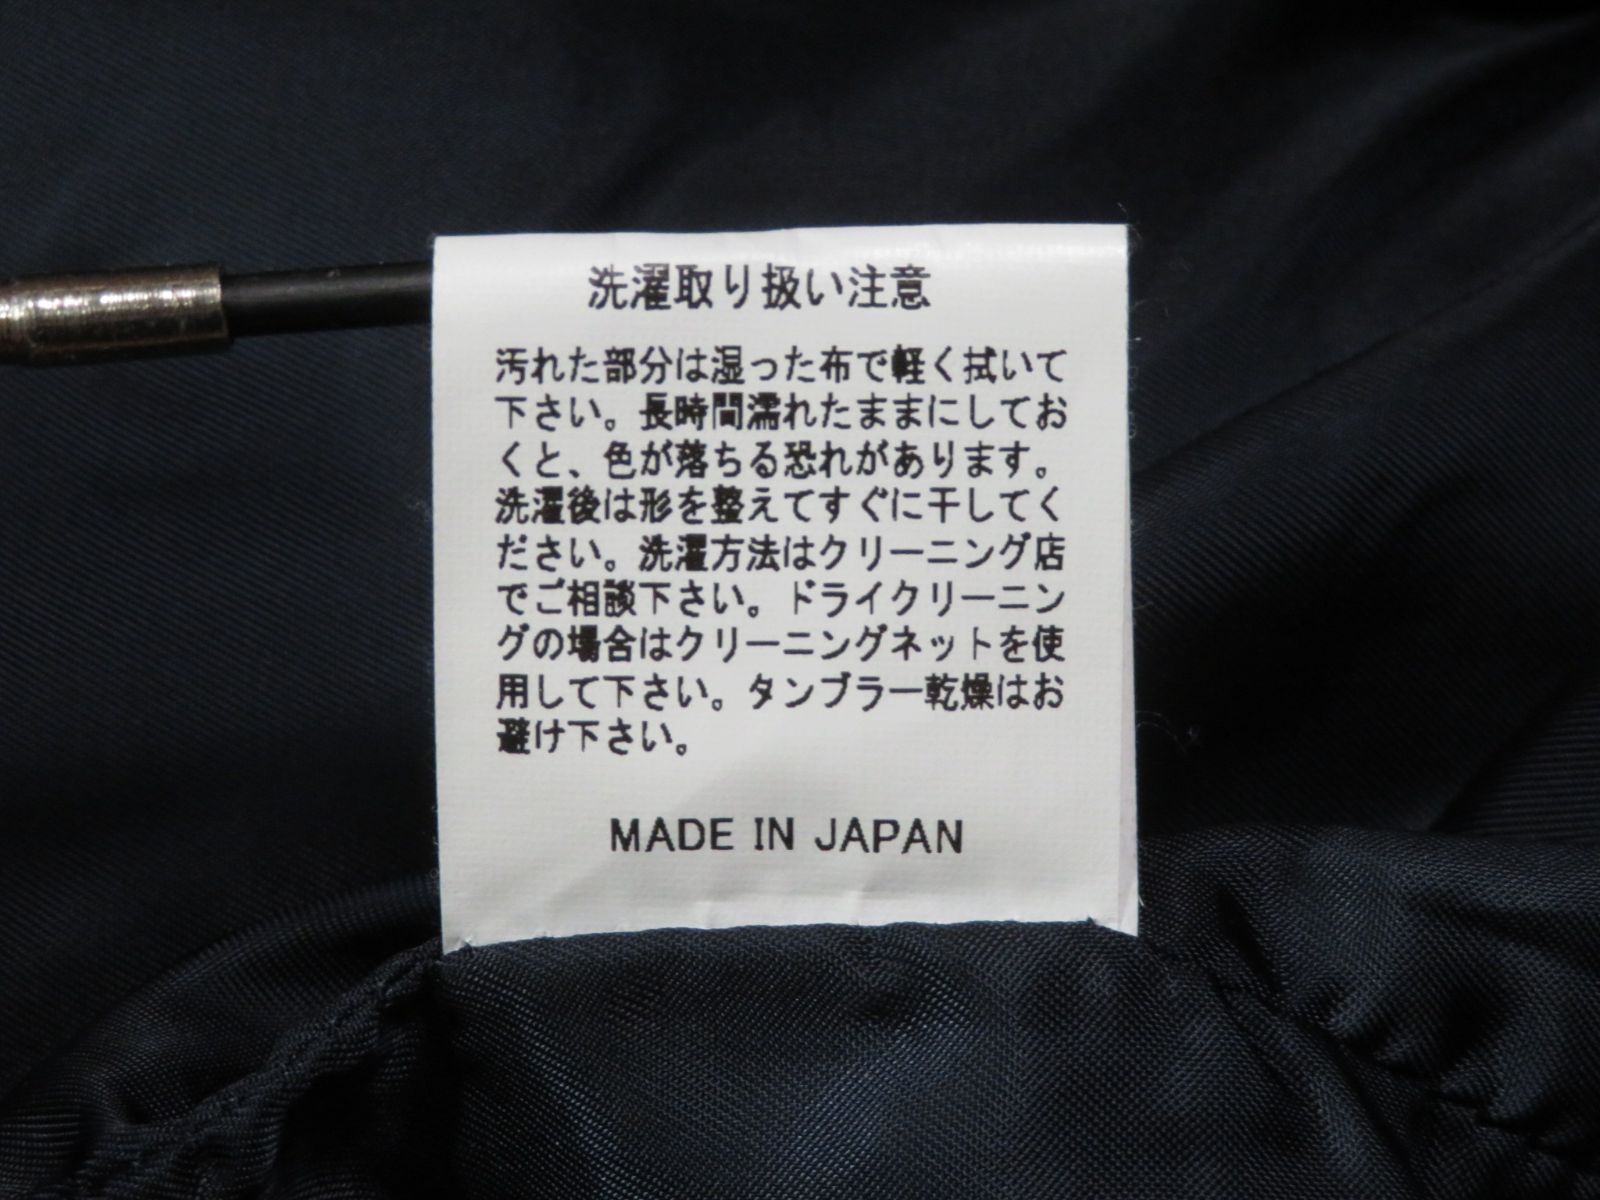 洗濯取り扱い注意
汚れた部分は湿った布で軽く拭いて
下さい。長時間濡れたままにしてお
くと、色が落ちる恐れがあります。
洗濯後は形を整えてすぐに干してく
ださい。洗濯方法はクリーニング店
でご相談下さい。ドライクリーニン
グの場合はクリーニングネットを使
用して下さい。タンブラー乾燥はお
避け下さい。
MADE IN JAPAN